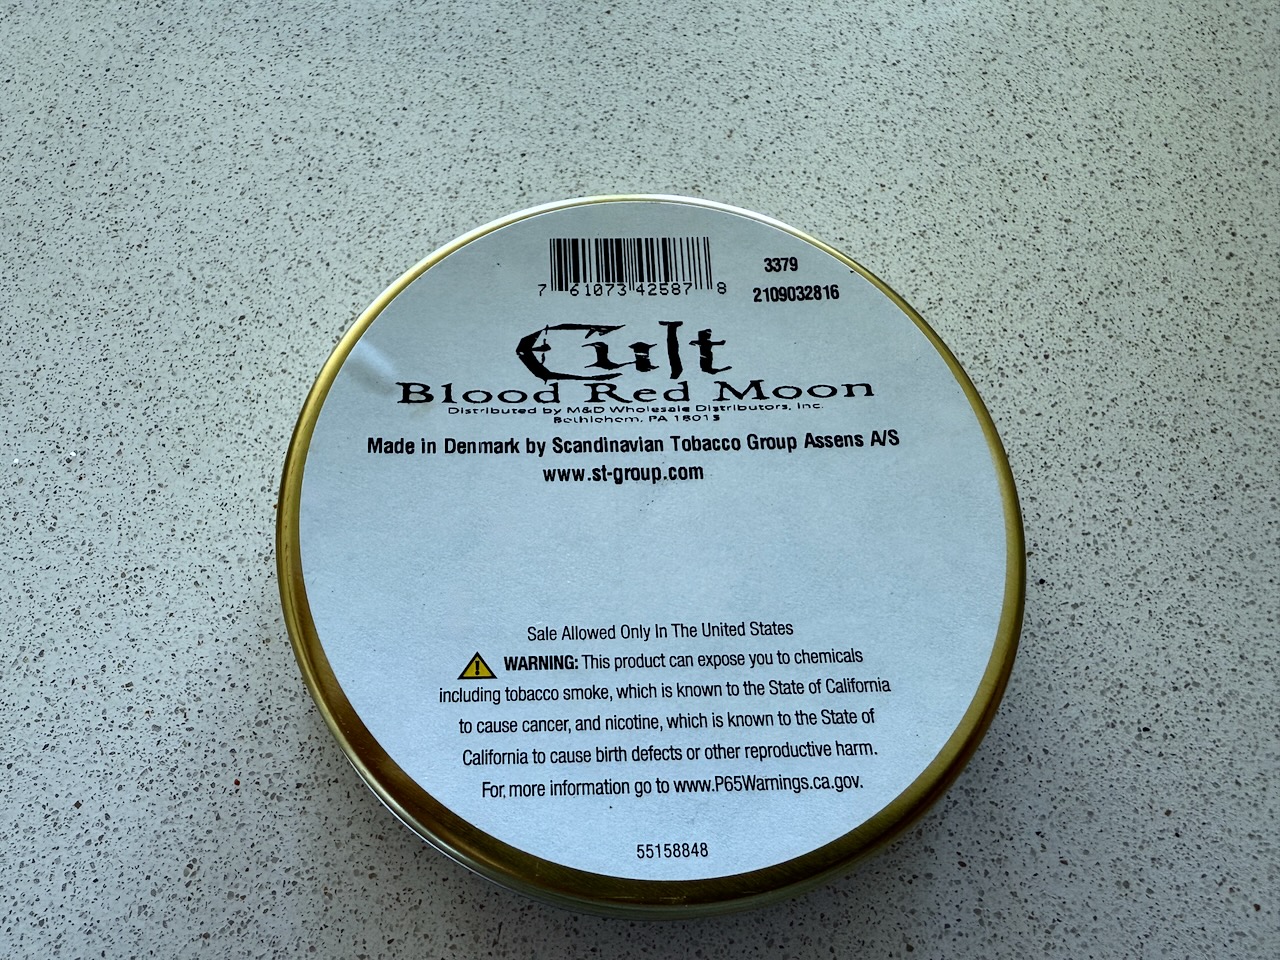 7 61073 42587 8
3379
2109032816
Cult
Blood Red Moon
Distributed by M&D Wholesale Distributors, Inc.
Bethlehem, PA 18015
Made in Denmark by Scandinavian Tobacco Group Assens A/S
www.st-group.com
Sale Allowed Only In The United States
WARNING: This product can expose you to chemicals
including tobacco smoke, which is known to the State of California
to cause cancer, and nicotine, which is known to the State of
California to cause birth defects or other reproductive harm.
For more information go to www.P65Warnings.ca.gov.
55158848